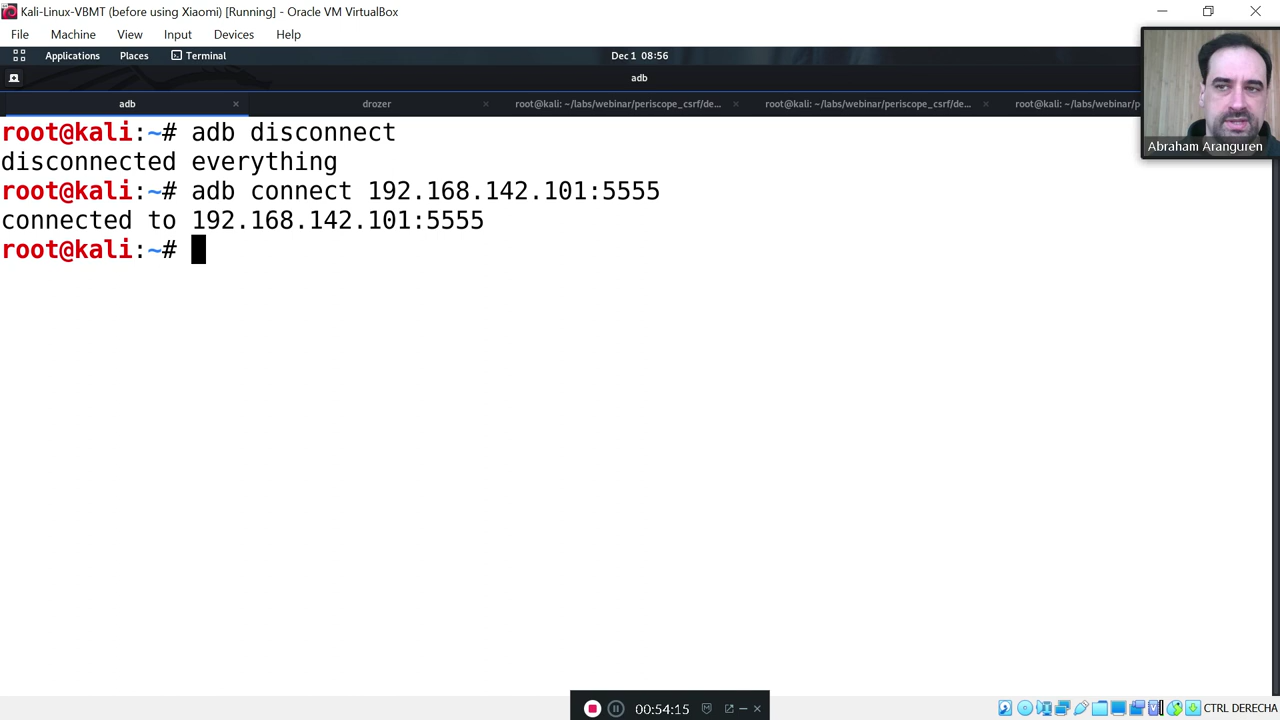 Kali-Linux-VBMT (before using Xiaomi) [Running] - Oracle VM VirtualBox
File Machine View Input Devices Help
Applications Places Terminal Dec 1 08:56
adb
adb drozer root@kali: ~/labs/webinar/periscope_csrf/de... root@kali: ~/labs/webinar/periscope_csrf/de... root@kali: ~/labs/webinar/p
Abraham Aranguren
root@kali:~# adb disconnect
disconnected everything
root@kali:~# adb connect 192.168.142.101:5555
connected to 192.168.142.101:5555
root@kali:~#
00:54:15
CTRL DERECHA